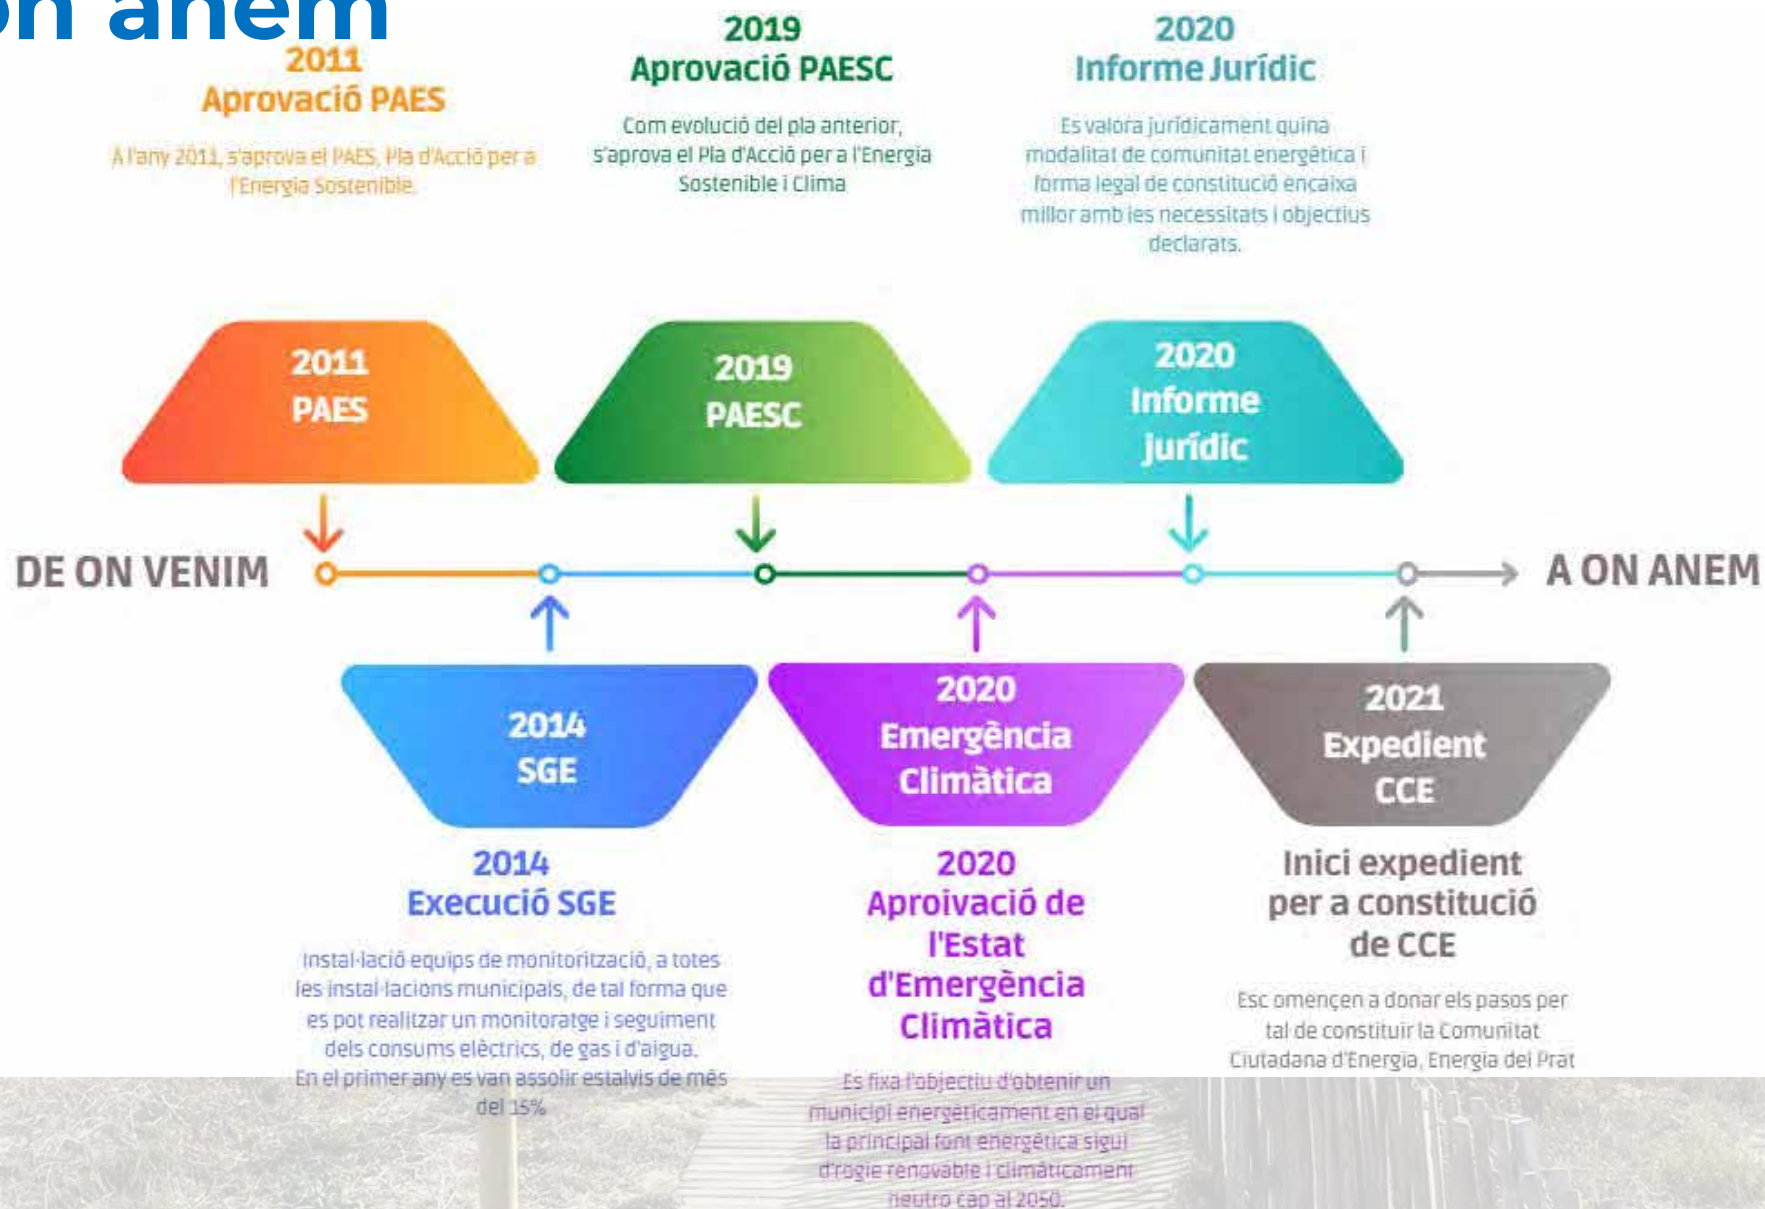 on anem
2011
Aprovació PAES
A l'any 2011, s'aprova el PAES, Pla d'Acció per a
l'Energia Sostenible.
2019
Aprovació PAESC
Com evolució del pla anterior,
s'aprova el Pla d'Acció per a l'Energia
Sostenible i Clima
2020
Informe Jurídic
Es valora jurídicament quina
modalitat de comunitat energètica i
forma legal de constitució encaixa
millor amb les necessitats i objectius
declarats.
2011
PAES
2019
PAESC
2020
Informe
jurídic
DE ON VENIM
A ON ANEM
2014
SGE
2020
Emergència
Climàtica
2021
Expedient
CCE
2014
Execució SGE
Instal·lació equips de monitorització, a totes
les instal·lacions municipals, de tal forma que
es pot realitzar un monitoratge i seguiment
dels consums elèctrics, de gas i d'aigua.
En el primer any es van assolir estalvis de més
del 15%
2020
Aproivació de
l'Estat
d'Emergència
Climàtica
Es fixa l'objectiu d'obtenir un
municipi energèticament en el qual
la principal font energètica sigui
d'rogie renovable i climàticament
neutro cap al 2050.
Inici expedient
per a constitució
de CCE
Esc omençen a donar els pasos per
tal de constituir la Comunitat
Ciutadana d'Energia, Energia del Prat